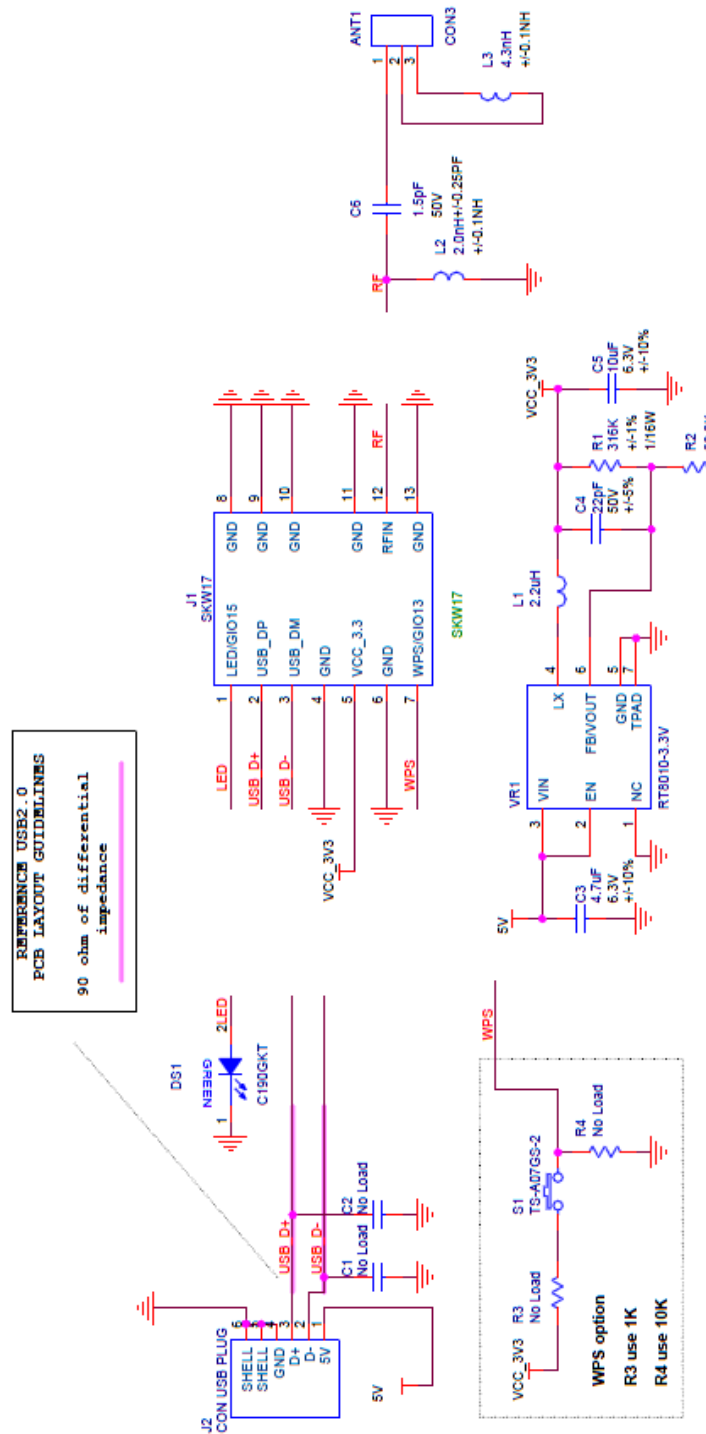 REFERENCE USB2.0
PCB LAYOUT GUIDELINES
90 ohm of differential
impedance
J2
CON USB PLUG
SHELL
SHELL
GND
D+
D-
5V
6
5
4
3
2
1
5V
USB_D+
USB_D-
C1
No Load
C2
No Load
DS1
GREEN
C190GKT
1
2
LED
J1
SKW17
LED/GIO15
USB_DP
USB_DM
GND
VCC_3.3
GND
WPS/GIO13
GND
GND
GND
GND
RFIN
GND
1
2
3
4
5
6
7
8
9
10
11
12
13
LED
USB_D+
USB_D-
VCC_3V3
WPS
RF
SKW17
ANT1
CON3
1
2
3
L3
4.3nH
+/-0.1NH
C6
1.5pF
50V
+/-0.25PF
L2
2.0nH
+/-0.1NH
RF
WPS
S1
TS-A07GS-2
R3
No Load
R4
No Load
VCC_3V3
WPS option
R3 use 1K
R4 use 10K
5V
C3
4.7uF
6.3V
+/-10%
VR1
VIN
EN
NC
LX
FB/VOUT
GND
TPAD
3
2
1
4
6
5
7
RT8010-3.3V
L1
2.2uH
C4
22pF
50V
+/-5%
R1
316K
+/-1%
1/16W
VCC_3V3
C5
10uF
6.3V
+/-10%
R2